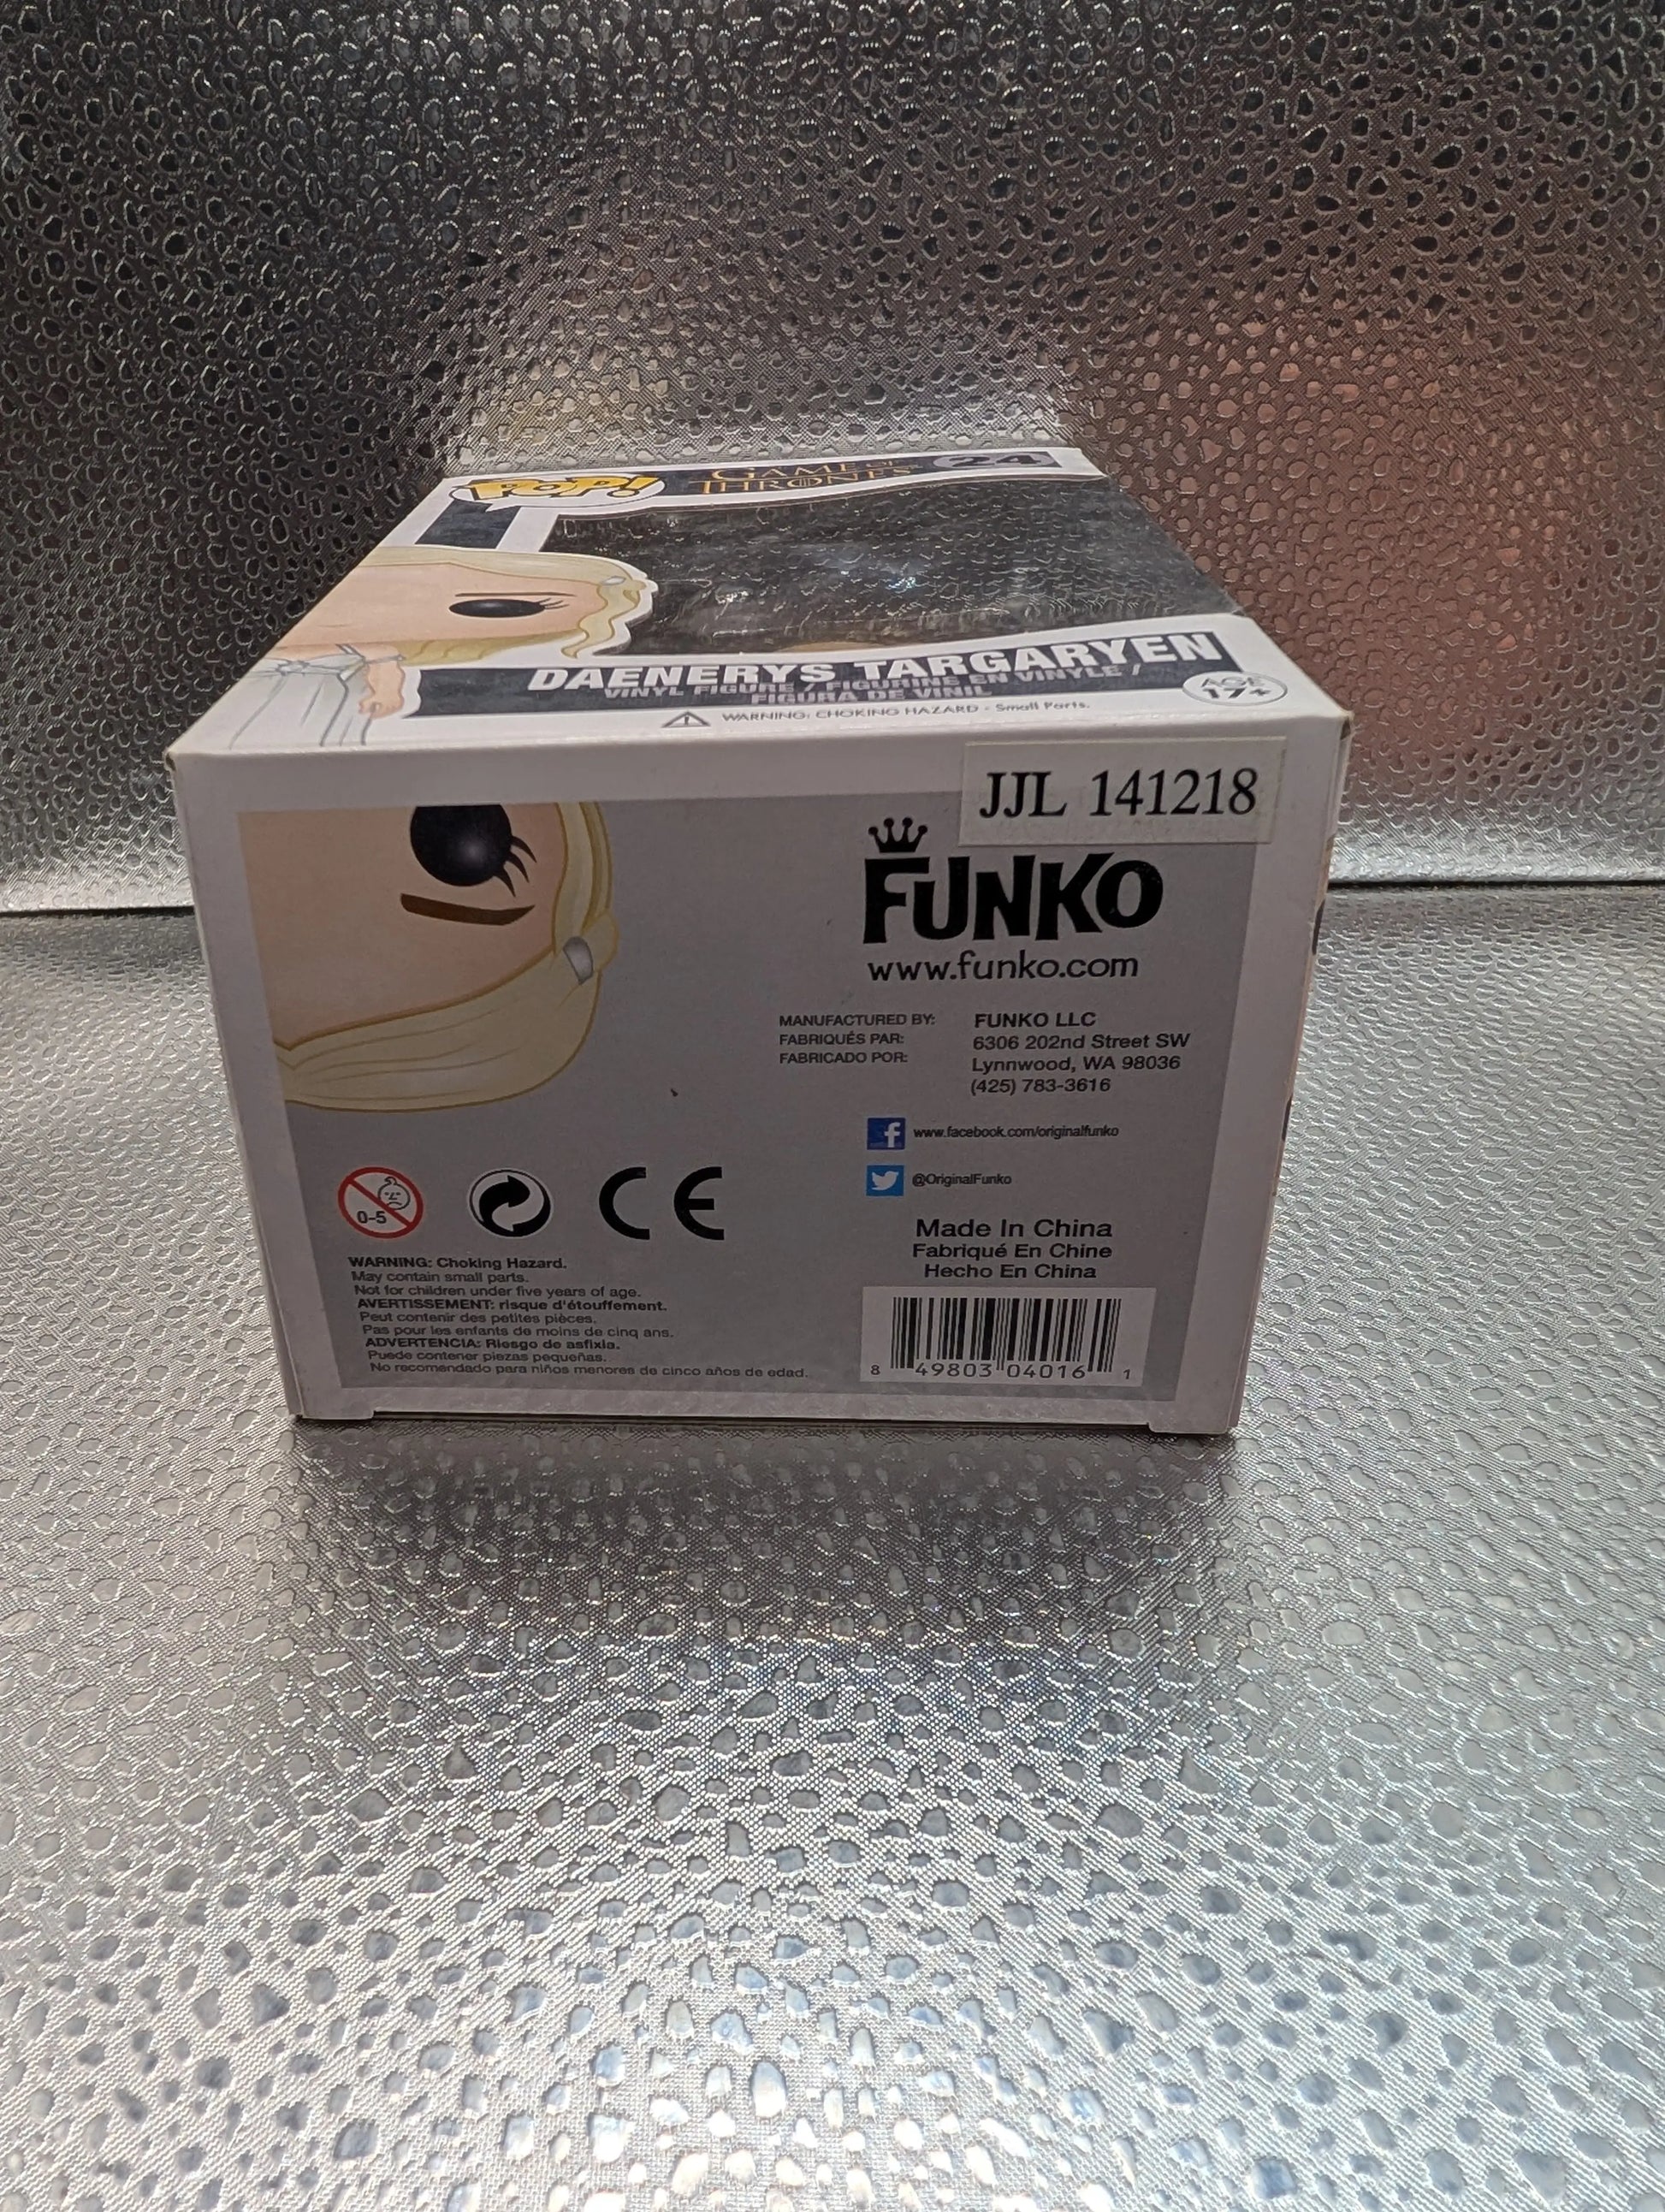 POP!
GAME OF
THRONES
24
DAENERYS TARGARYEN
VINYL FIGURE / FIGURINE EN VINYLE /
FIGURA DE VINIL
AGE
17+
WARNING: CHOKING HAZARD - Small Parts.
JJL 141218
FUNKO
www.funko.com
MANUFACTURED BY: FUNKO LLC
FABRIQUÉS PAR: 6306 202nd Street SW
FABRICADO POR: Lynnwood, WA 98036
(425) 783-3616
f www.facebook.com/originalfunko
@OriginalFunko
0-5
CE
Made In China
Fabriqué En Chine
Hecho En China
WARNING: Choking Hazard.
May contain small parts.
Not for children under five years of age.
AVERTISSEMENT: risque d'étouffement.
Peut contenir des petites pièces.
Pas pour les enfants de moins de cinq ans.
ADVERTENCIA: Riesgo de asfixia.
Puede contener piezas pequeñas.
No recomendado para niños menores de cinco años de edad.
8 49803 04016 1